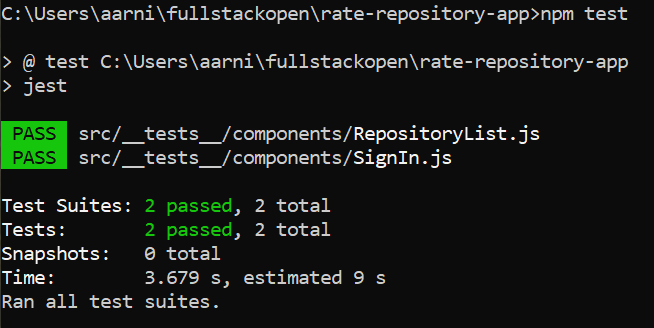 C:\Users\aarni\fullstackopen\rate-repository-app>npm test
> @ test C:\Users\aarni\fullstackopen\rate-repository-app
> jest
PASS src/__tests__/components/RepositoryList.js
PASS src/__tests__/components/SignIn.js
Test Suites: 2 passed, 2 total
Tests:       2 passed, 2 total
Snapshots:   0 total
Time:        3.679 s, estimated 9 s
Ran all test suites.